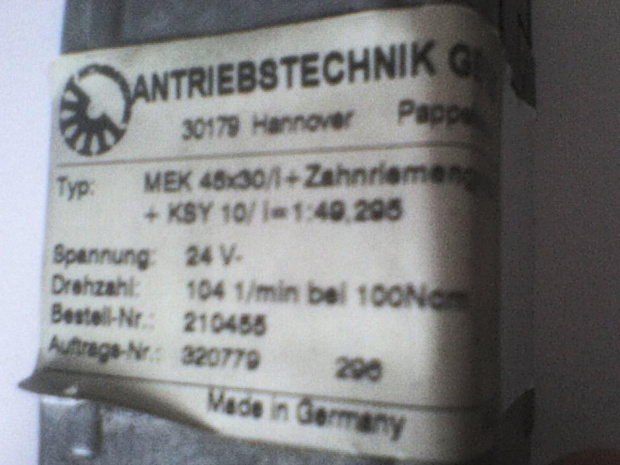 ANTRIEBSTECHNIK
30179 Hannover
Typ: MEK 45x30/I+Zahnriemen
+ KSY 10/ i=1:49,295
Spannung: 24 V-
Drehzahl: 104 1/min bei 100Ncm
Bestell-Nr.: 210455
Auftrags-Nr.: 320779 296
Made in Germany